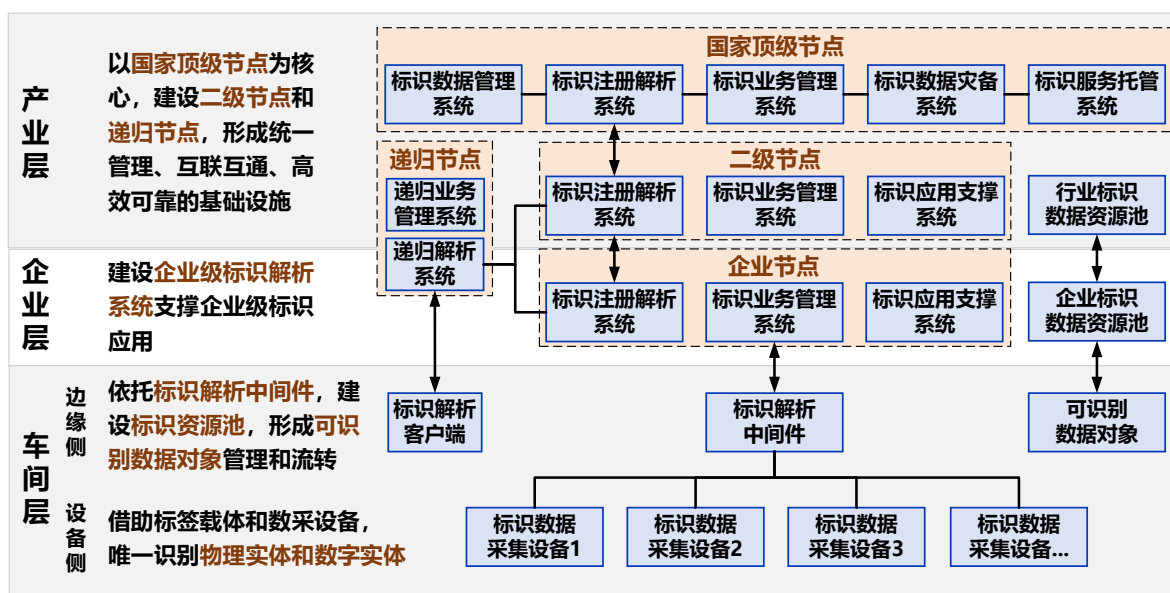 产业层
以国家顶级节点为核
心，建设二级节点和
递归节点，形成统一
管理、互联互通、高
效可靠的基础设施
国家顶级节点
标识数据管理
系统
标识注册解析
系统
标识业务管理
系统
标识数据灾备
系统
标识服务托管
系统
递归节点
递归业务
管理系统
递归解析
系统
二级节点
标识注册解析
系统
标识业务管理
系统
标识应用支撑
系统
行业标识
数据资源池
企业层
建设企业级标识解析
系统支撑企业级标识
应用
企业节点
标识注册解析
系统
标识业务管理
系统
标识应用支撑
系统
企业标识
数据资源池
车间层
边缘侧
依托标识解析中间件，建
设标识资源池，形成可识
别数据对象管理和流转
标识解析
客户端
标识解析
中间件
可识别
数据对象
设备侧
借助标签载体和数采设备，
唯一识别物理实体和数字实体
标识数据
采集设备1
标识数据
采集设备2
标识数据
采集设备3
标识数据
采集设备...